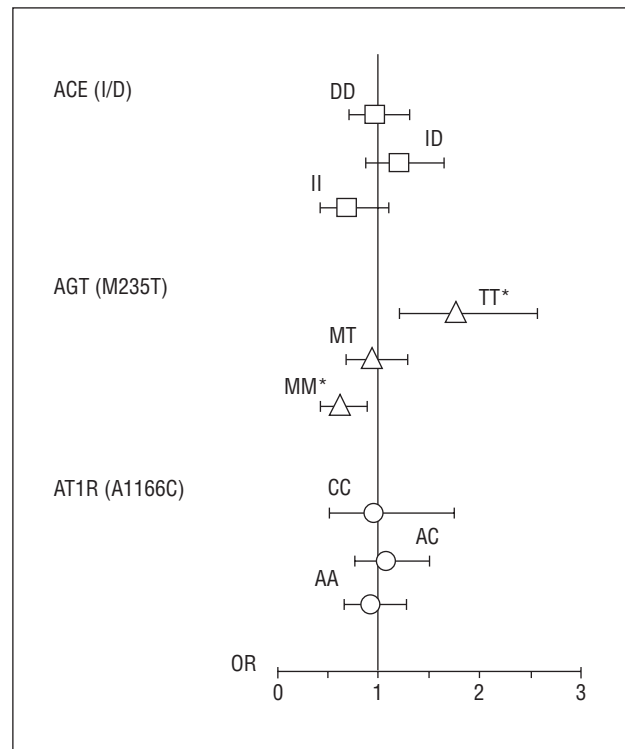 ACE (I/D)
DD
ID
II
AGT (M235T)
TT*
MT
MM*
AT1R (A1166C)
CC
AC
AA
OR
0 1 2 3